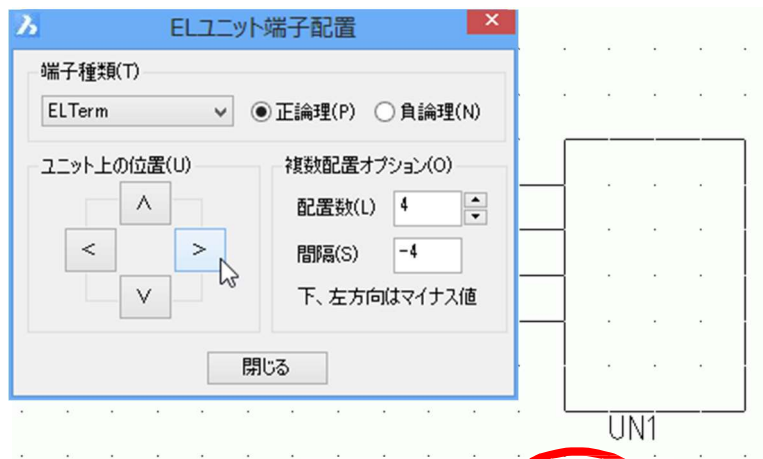 ELユニット端子配置
端子種類(T)
ELTerm
正論理(P)
負論理(N)
ユニット上の位置(U)
複数配置オプション(O)
配置数(L) 4
間隔(S) -4
下、左方向はマイナス値
閉じる
UN1